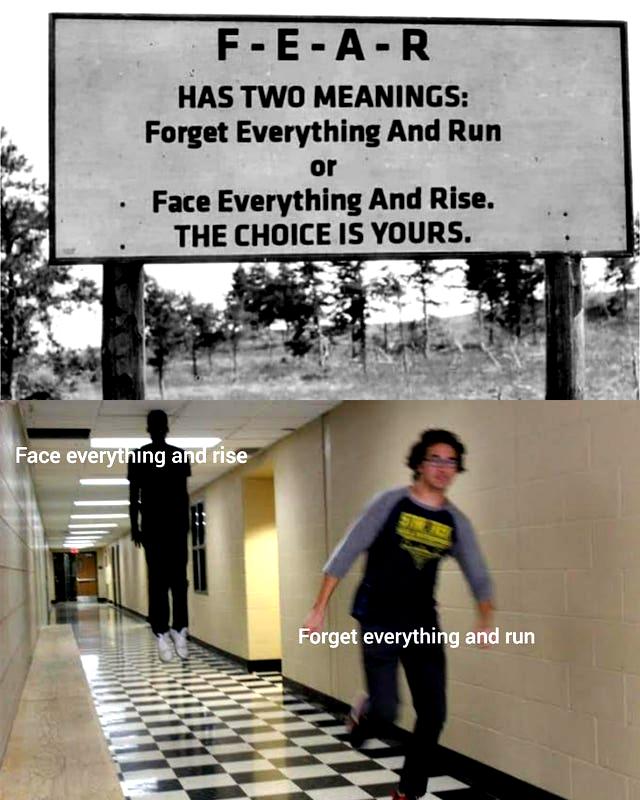 F-E-A-R
HAS TWO MEANINGS:
Forget Everything And Run
or
Face Everything And Rise.
THE CHOICE IS YOURS.
Face everything and rise
Forget everything and run